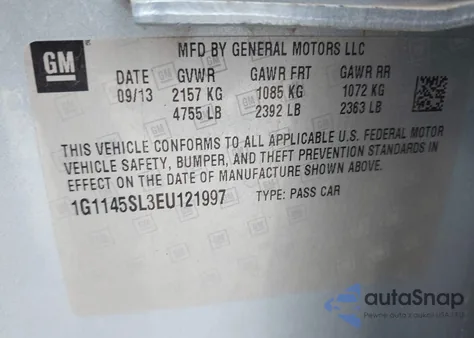 GM
MFD BY GENERAL MOTORS LLC
DATE GVWR GAWR FRT GAWR RR
09/13 2157 KG 1085 KG 1072 KG
4755 LB 2392 LB 2363 LB
THIS VEHICLE CONFORMS TO ALL APPLICABLE U.S. FEDERAL MOTOR
VEHICLE SAFETY, BUMPER, AND THEFT PREVENTION STANDARDS IN
EFFECT ON THE DATE OF MANUFACTURE SHOWN ABOVE.
1G1145SL3EU121997 TYPE: PASS CAR
autoSnap